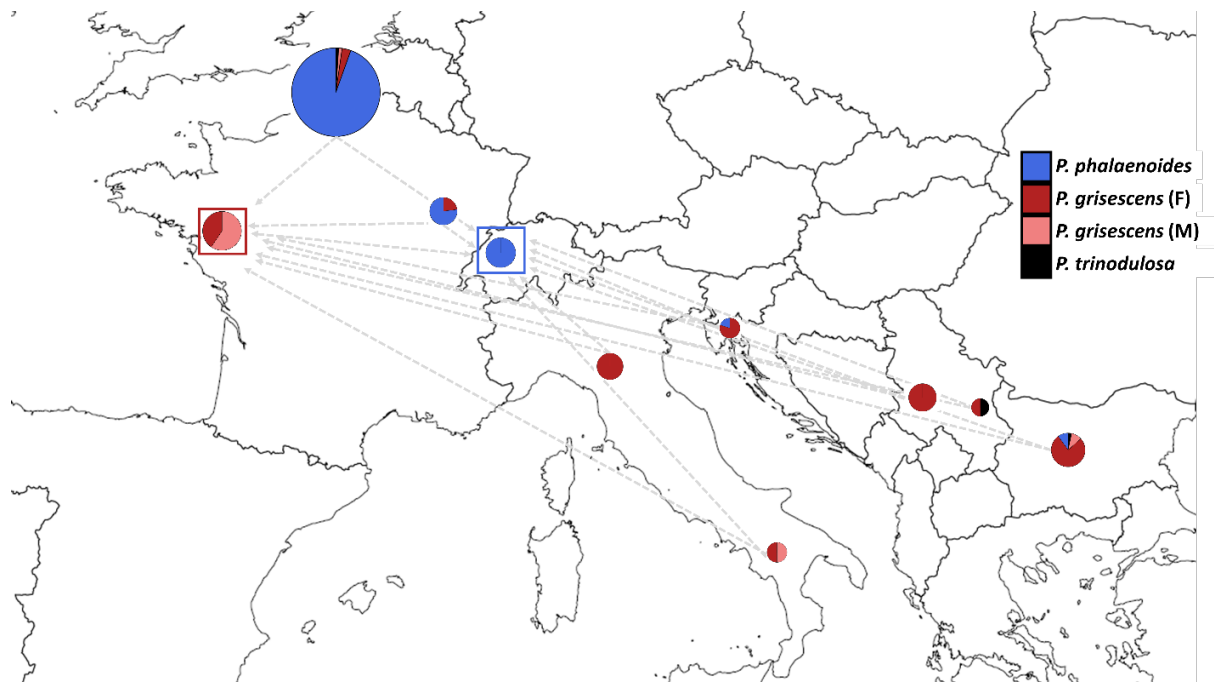 P. phalaenoides
P. grisescens (F)
P. grisescens (M)
P. trinodulosa